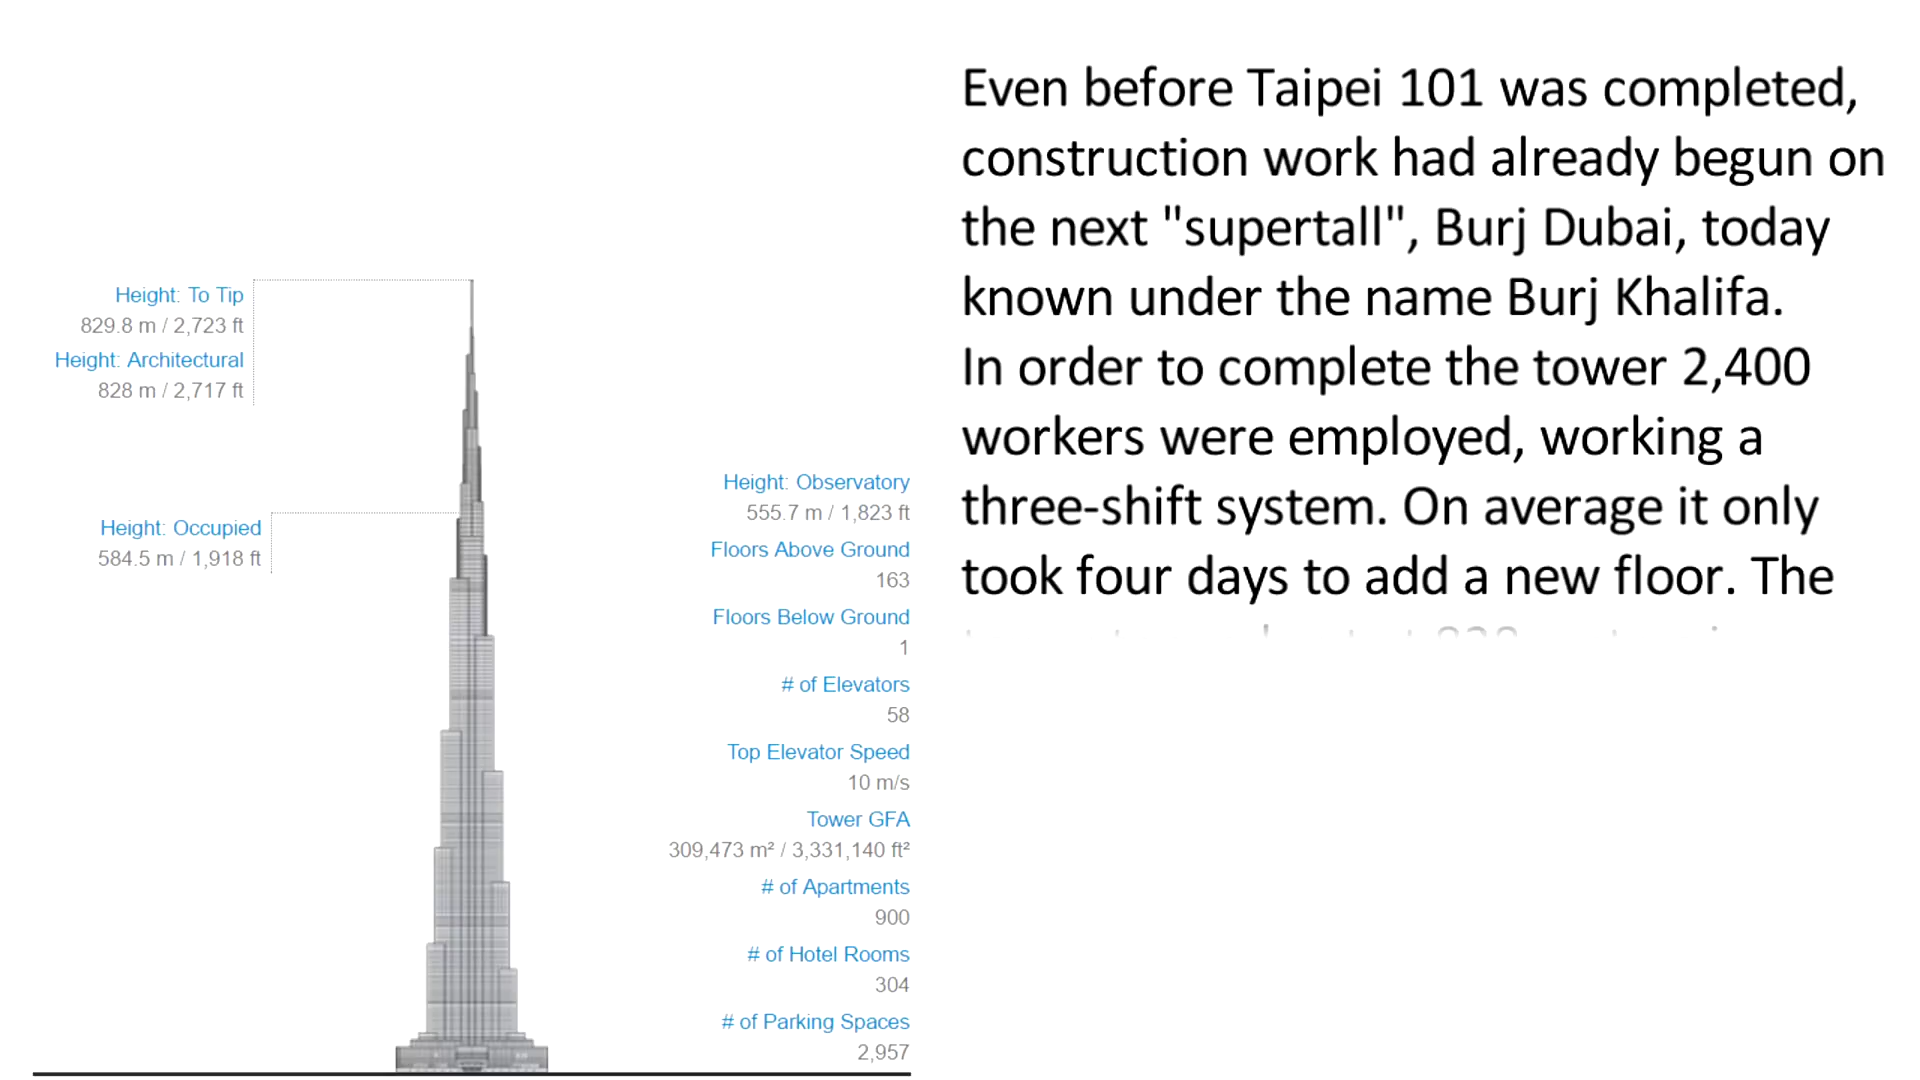 Height: To Tip
829.8 m / 2,723 ft
Height: Architectural
828 m / 2,717 ft
Height: Occupied
584.5 m / 1,918 ft
Height: Observatory
555.7 m / 1,823 ft
Floors Above Ground
163
Floors Below Ground
1
# of Elevators
58
Top Elevator Speed
10 m/s
Tower GFA
309,473 m² / 3,331,140 ft²
# of Apartments
900
# of Hotel Rooms
304
# of Parking Spaces
2,957
Even before Taipei 101 was completed,
construction work had already begun on
the next "supertall", Burj Dubai, today
known under the name Burj Khalifa.
In order to complete the tower 2,400
workers were employed, working a
three-shift system. On average it only
took four days to add a new floor. The